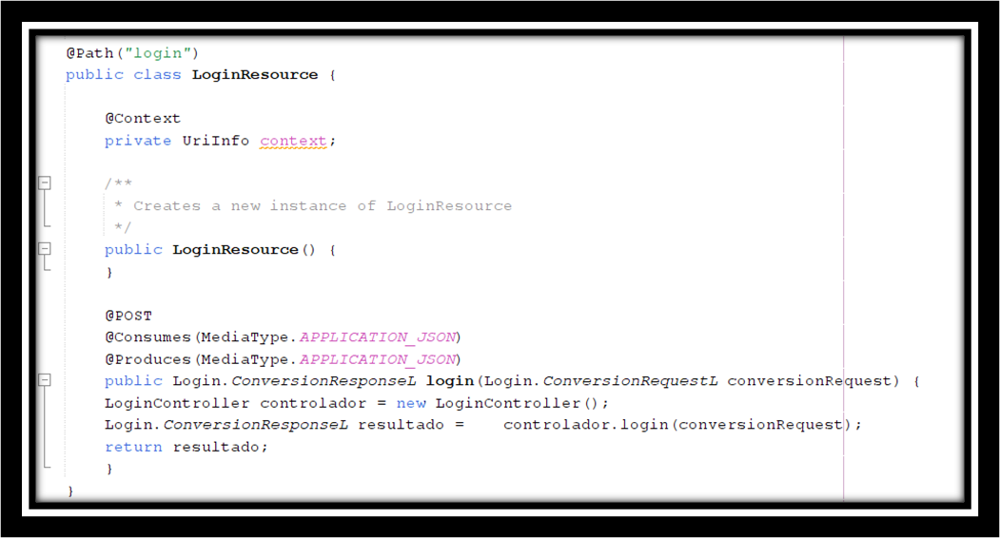 @Path("login")
public class LoginResource {
@Context
private UriInfo context;
/**
* Creates a new instance of LoginResource
*/
public LoginResource() {
}
@POST
@Consumes(MediaType.APPLICATION_JSON)
@Produces(MediaType.APPLICATION_JSON)
public Login.ConversionResponseL login(Login.ConversionRequestL conversionRequest) {
LoginController controlador = new LoginController();
Login.ConversionResponseL resultado =    controlador.login(conversionRequest);
return resultado;
}
}